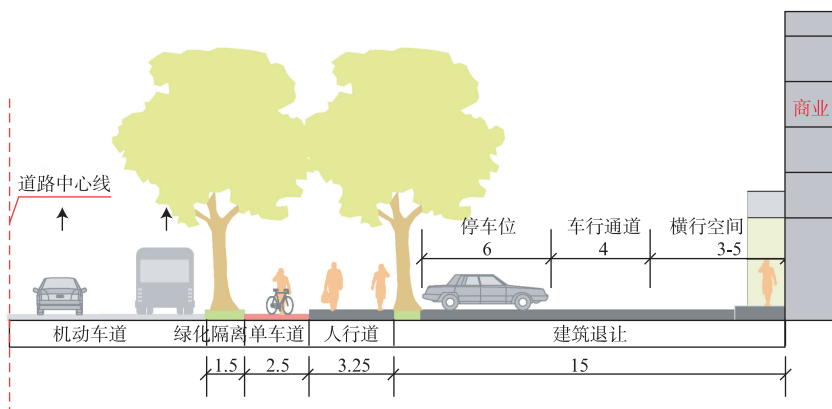 商业
道路中心线
停车位
车行通道
横行空间
6
4
3-5
机动车道
绿化隔离
单车道
人行道
建筑退让
1.5
2.5
3.25
15